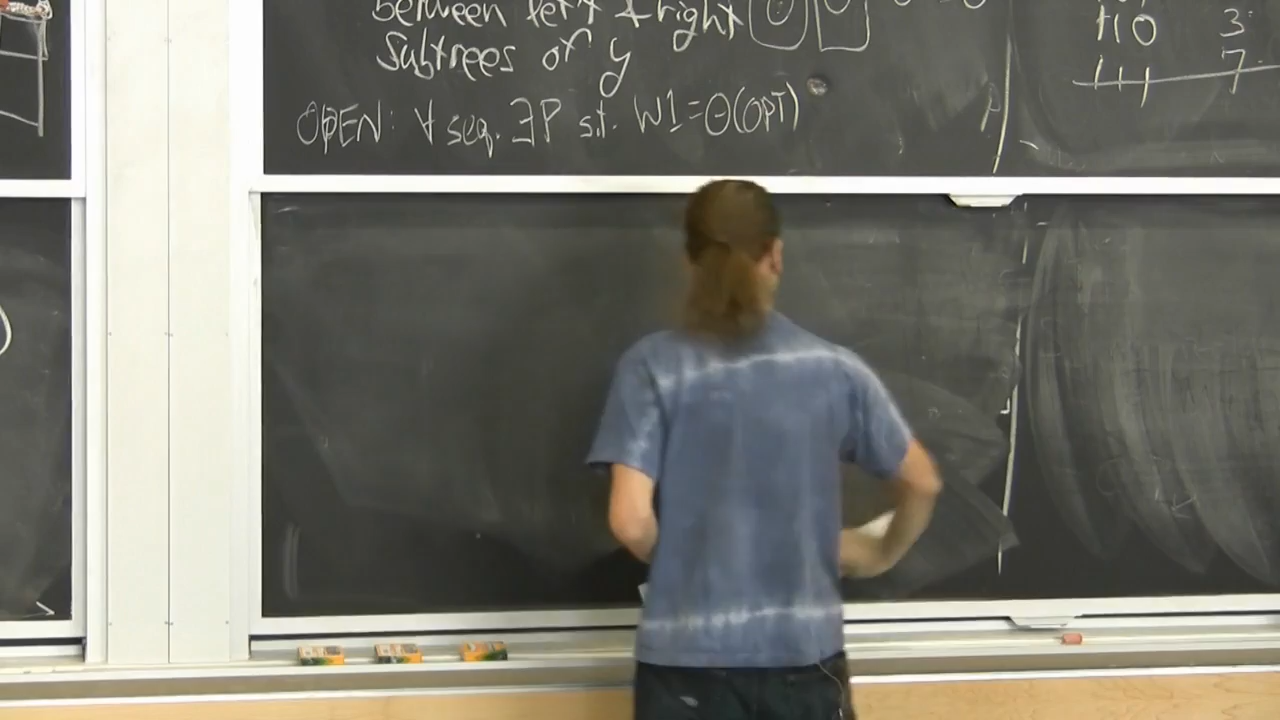 between left & right
subtrees of y
OPEN: ∀ seq. ∃P s.t. W1=Θ(OPT)
110 3
111 7